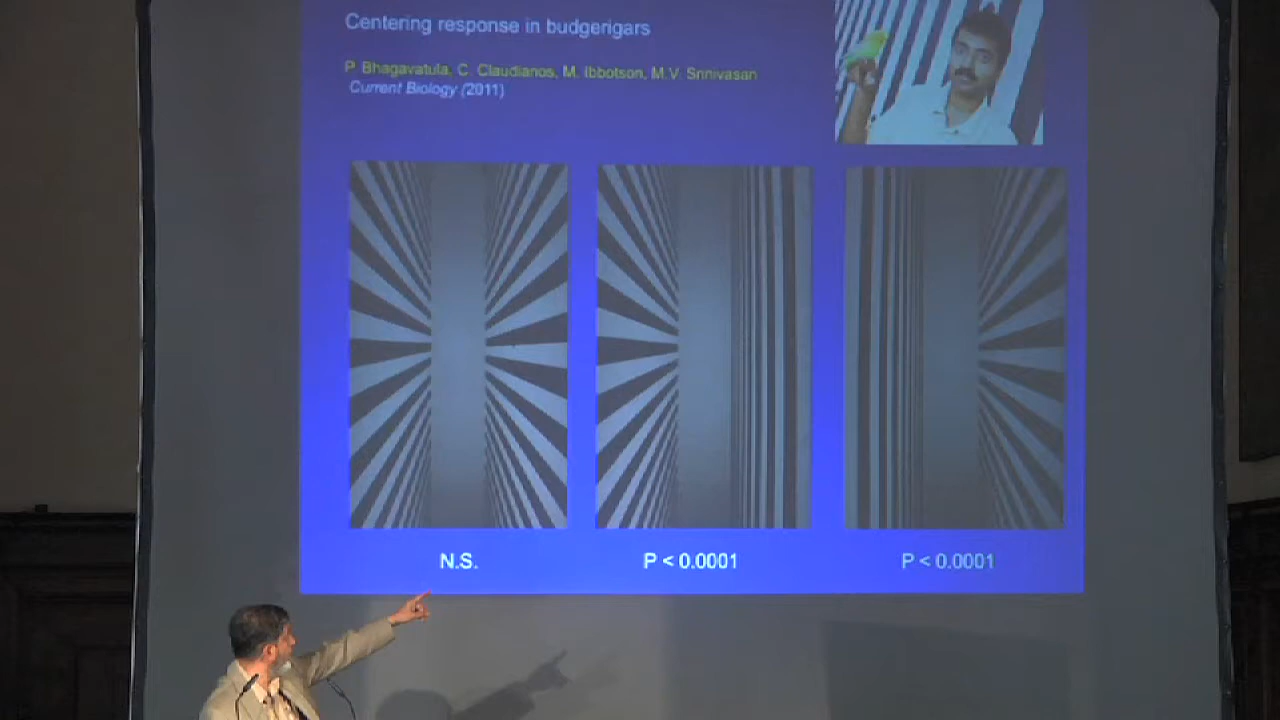 Centering response in budgerigars
P. Bhagavatula, C. Claudianos, M. Ibbotson, M.V. Srinivasan
Current Biology (2011)
N.S.
P < 0.0001
P < 0.0001